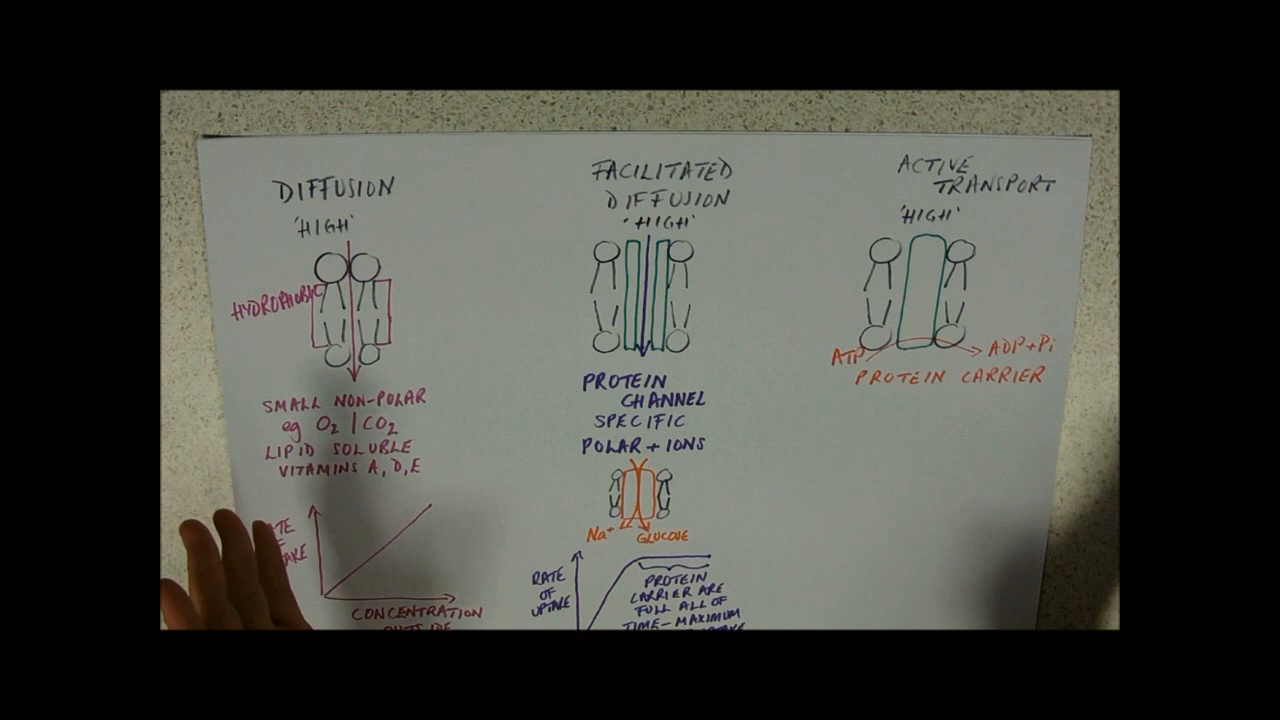 DIFFUSION
'HIGH'
HYDROPHOBIC
SMALL NON-POLAR
eg O2 / CO2
LIPID SOLUBLE
VITAMINS A, D, E
CONCENTRATION
FACILITATED
DIFFUSION
'HIGH'
PROTEIN
CHANNEL
SPECIFIC
POLAR + IONS
Na+
GLUCOSE
RATE
OF
UPTAKE
PROTEIN
CARRIER ARE
FULL ALL OF
TIME - MAXIMUM
ACTIVE
TRANSPORT
'HIGH'
ATP
ADP + Pi
PROTEIN CARRIER